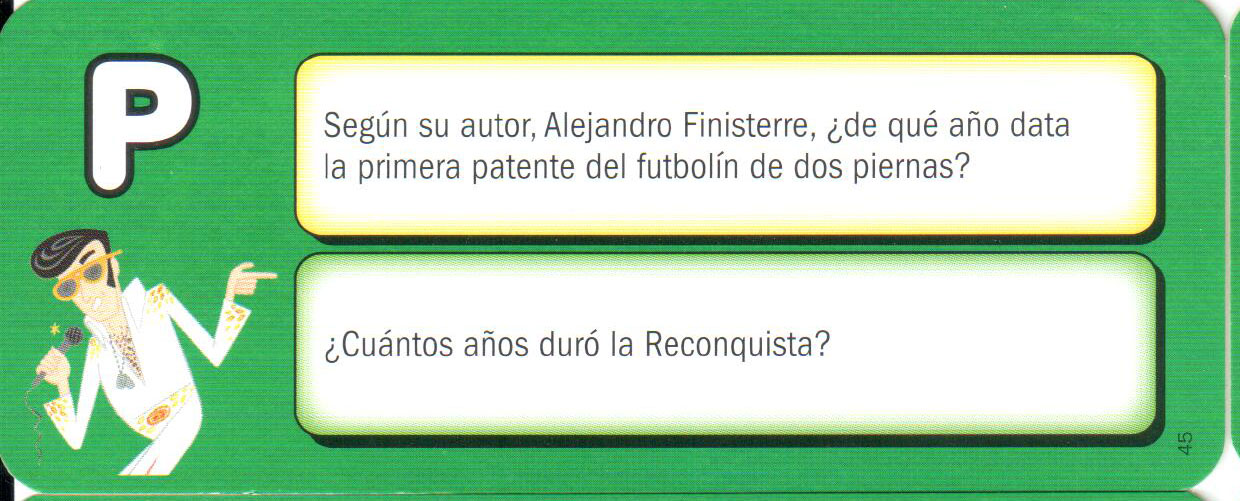 P
Según su autor, Alejandro Finisterre, ¿de qué año data
la primera patente del futbolín de dos piernas?
¿Cuántos años duró la Reconquista?
45